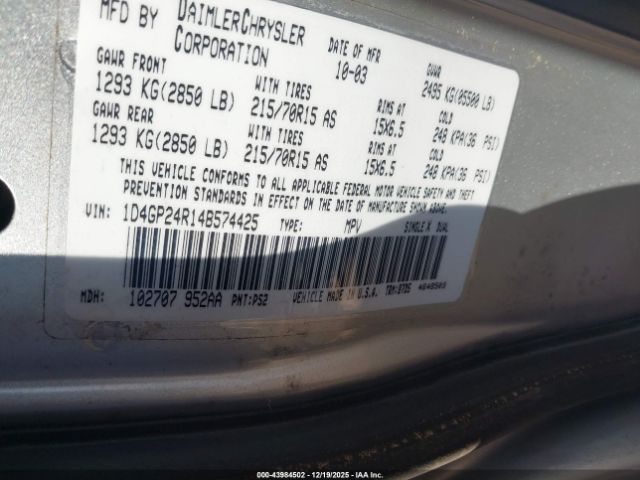 MFD BY DAIMLERCHRYSLER CORPORATION
DATE OF MFR 10-03
GVWR 2495 KG(05500 LB)
GAWR FRONT 1293 KG(2850 LB)
WITH TIRES 215/70R15 AS
RIMS AT 15X6.5
COLD 248 KPA(36 PSI)
GAWR REAR 1293 KG(2850 LB)
WITH TIRES 215/70R15 AS
RIMS AT 15X6.5
COLD 248 KPA(36 PSI)
THIS VEHICLE CONFORMS TO ALL APPLICABLE FEDERAL MOTOR VEHICLE SAFETY AND THEFT
PREVENTION STANDARDS IN EFFECT ON THE DATE OF MANUFACTURE SHOWN ABOVE.
VIN: 1D4GP24R14B574425 TYPE: MPV SINGLE X DUAL
MDH: 102707 952AA PNT:PS2 VEHICLE MADE IN U.S.A.
000-43984502 - 12/19/2025 - IAA Inc.